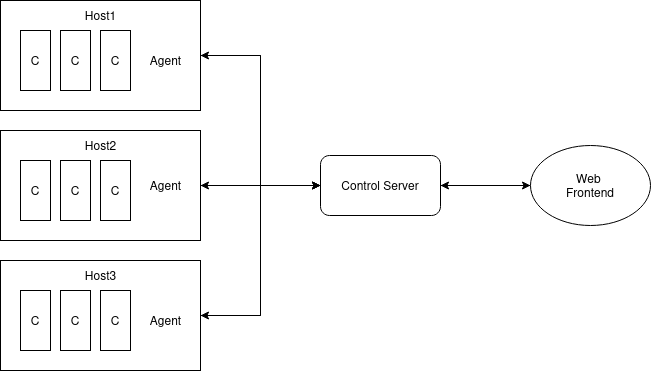 Host1
C C C Agent
Host2
C C C Agent
Control Server
Web
Frontend
Host3
C C C Agent